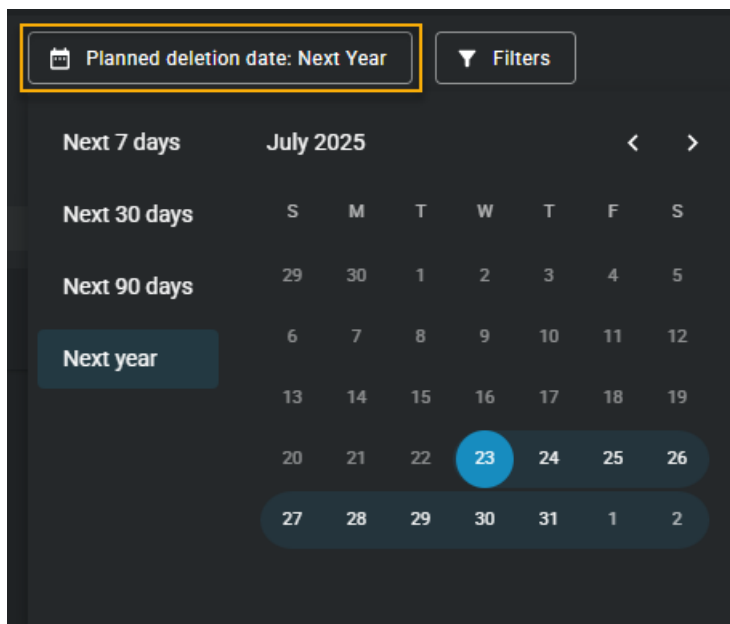 Planned deletion date: Next Year
Filters
Next 7 days
Next 30 days
Next 90 days
Next year
July 2025
S M T W T F S
29 30 1 2 3 4 5
6 7 8 9 10 11 12
13 14 15 16 17 18 19
20 21 22 23 24 25 26
27 28 29 30 31 1 2